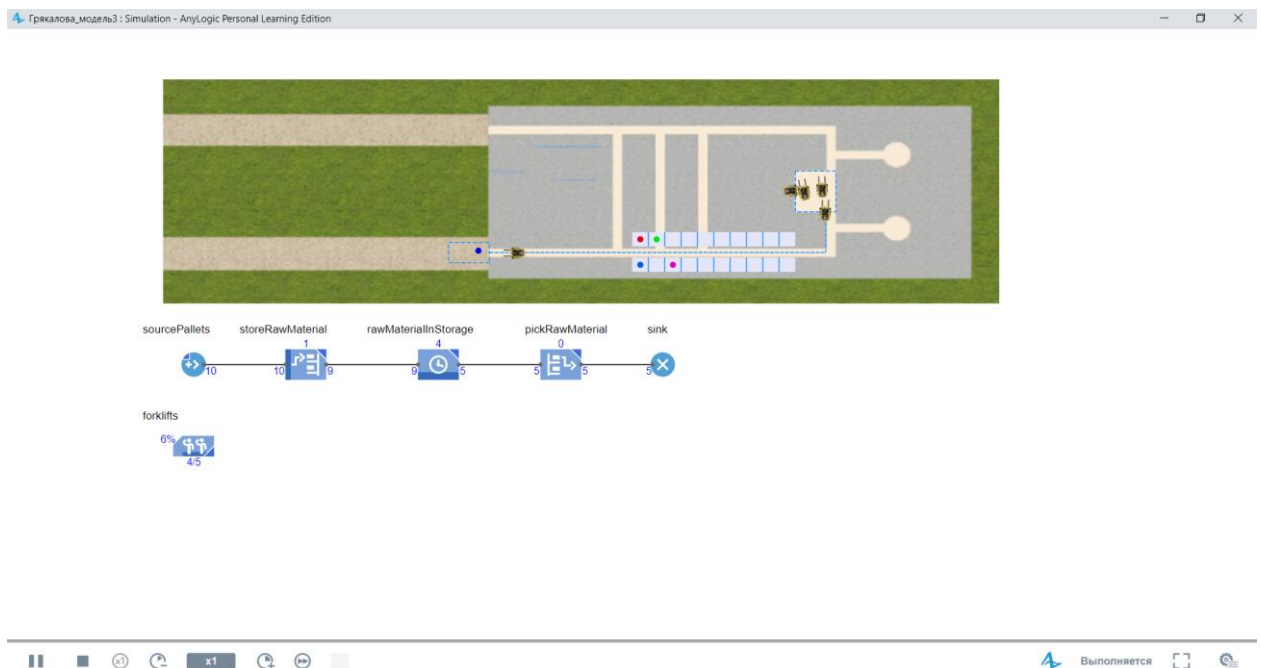 Грякалова_модель3 : Simulation - AnyLogic Personal Learning Edition
sourcePallets storeRawMaterial rawMaterialInStorage pickRawMaterial sink
1 4 0
10 10 9 9 5 5 5 5
forklifts
6%
4/5
x1 x1 Выполняется